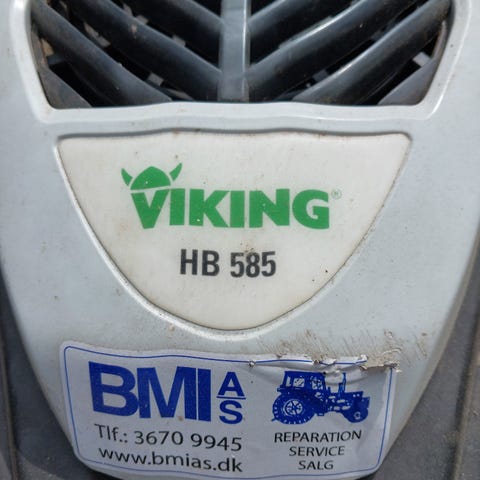 VIKING®
HB 585
BMI A/S
Tlf.: 3670 9945
www.bmias.dk
REPARATION
SERVICE
SALG